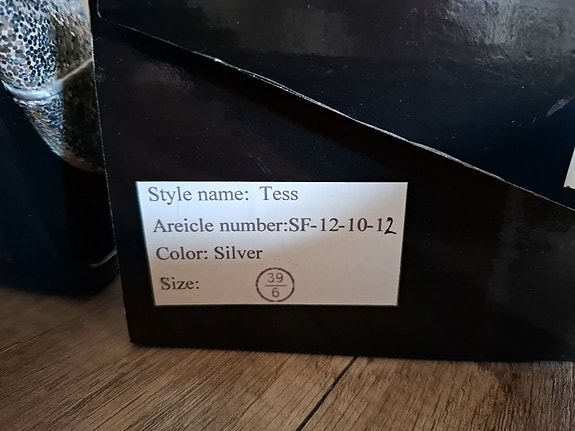 Style name: Tess
Areicle number:SF-12-10-12
Color: Silver
Size: 39
6